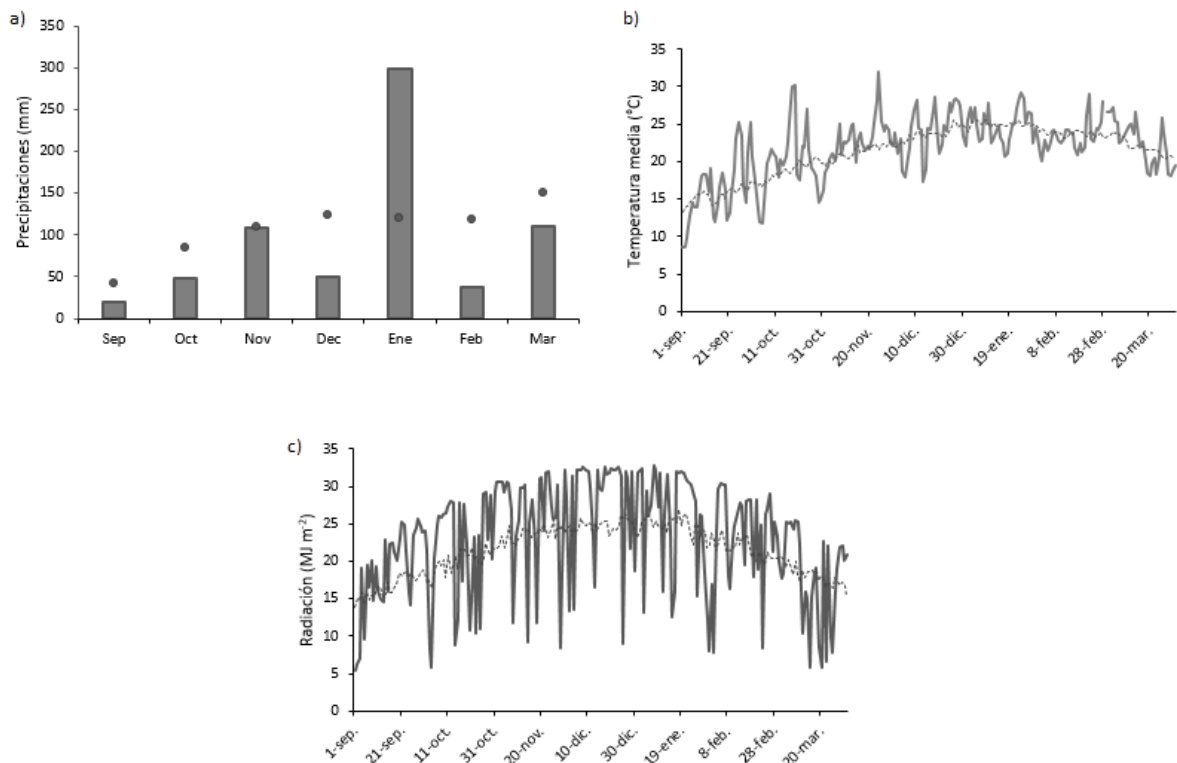 a)
Precipitaciones (mm)
350
300
250
200
150
100
50
0
Sep Oct Nov Dec Ene Feb Mar
b)
Temperatura media (°C)
35
30
25
20
15
10
5
0
1-sep. 21-sep. 11-oct. 31-oct. 20-nov. 10-dic. 30-dic. 19-ene. 8-feb. 28-feb. 20-mar.
c)
Radiación (MJ m⁻²)
35
30
25
20
15
10
5
0
1-sep. 21-sep. 11-oct. 31-oct. 20-nov. 10-dic. 30-dic. 19-ene. 8-feb. 28-feb. 20-mar.